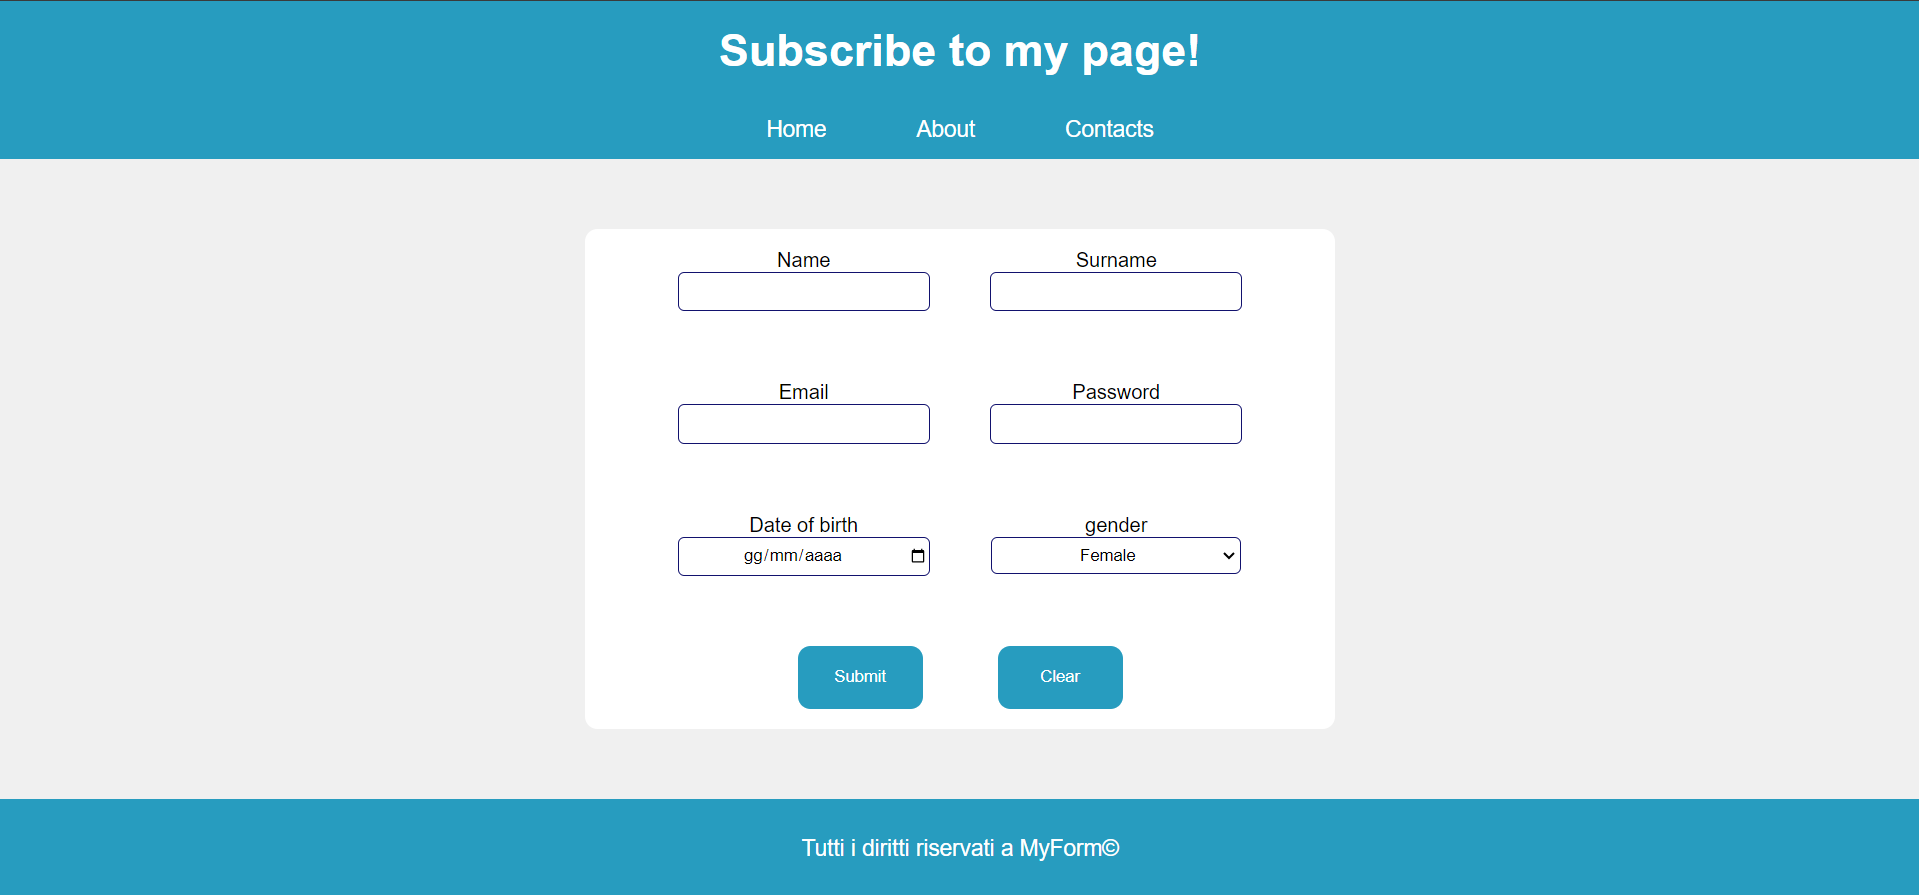 Subscribe to my page!
Home About Contacts
Name Surname
Email Password
Date of birth gender
gg/mm/aaaa Female
Submit Clear
Tutti i diritti riservati a MyForm©